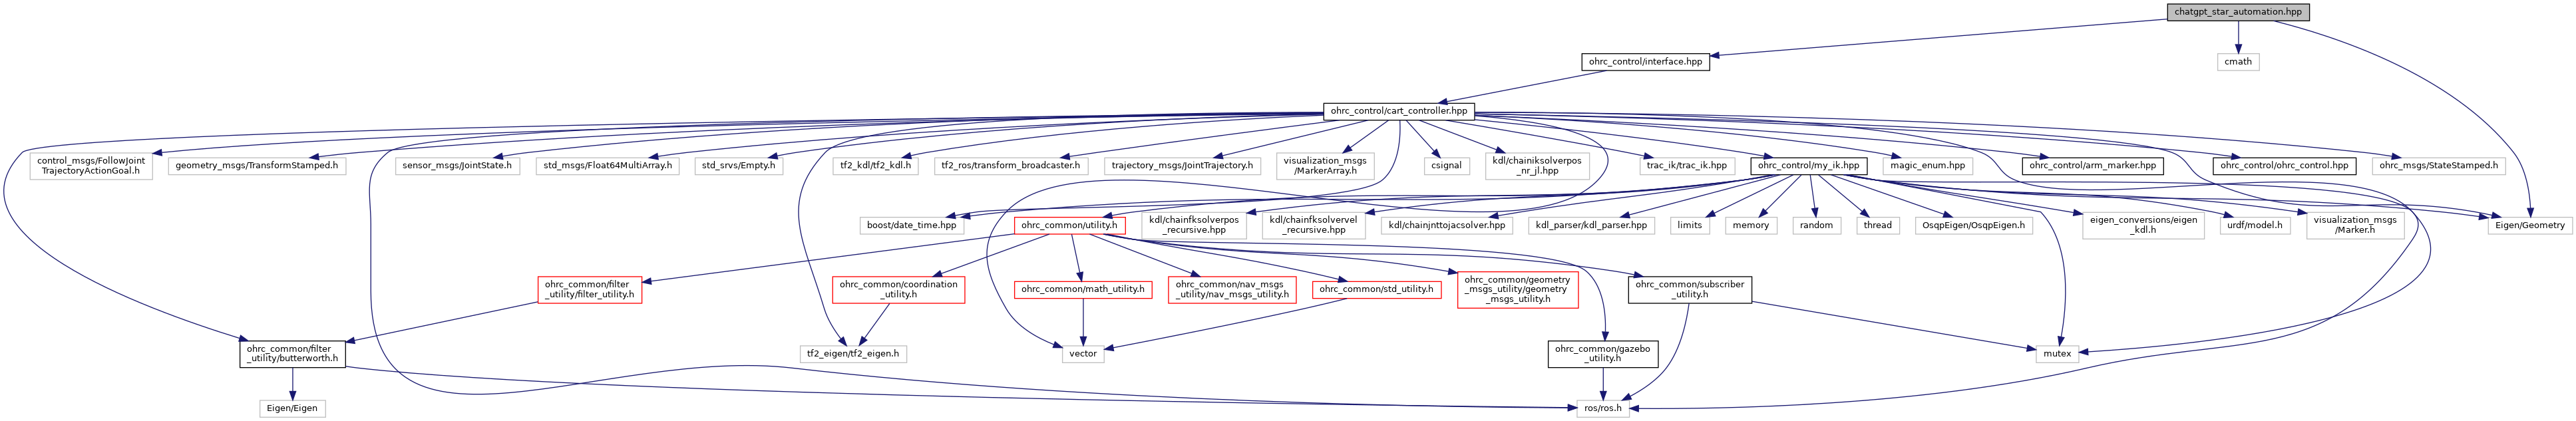 chatgpt_star_automation.hpp
ohrc_control/interface.hpp
cmath
ohrc_control/cart_controller.hpp
control_msgs/FollowJoint
TrajectoryActionGoal.h
geometry_msgs/TransformStamped.h
sensor_msgs/JointState.h
std_msgs/Float64MultiArray.h
std_srvs/Empty.h
tf2_kdl/tf2_kdl.h
tf2_ros/transform_broadcaster.h
trajectory_msgs/JointTrajectory.h
visualization_msgs
/MarkerArray.h
csignal
kdl/chainiksolverpos
_nr_jl.hpp
trac_ik/trac_ik.hpp
ohrc_control/my_ik.hpp
magic_enum.hpp
ohrc_control/arm_marker.hpp
ohrc_control/ohrc_control.hpp
ohrc_msgs/StateStamped.h
boost/date_time.hpp
ohrc_common/utility.h
kdl/chainfksolverpos
_recursive.hpp
kdl/chainfksolvervel
_recursive.hpp
kdl/chainjnttojacsolver.hpp
kdl_parser/kdl_parser.hpp
limits
memory
random
thread
OsqpEigen/OsqpEigen.h
eigen_conversions/eigen
_kdl.h
urdf/model.h
visualization_msgs
/Marker.h
Eigen/Geometry
ohrc_common/filter
_utility/filter_utility.h
ohrc_common/coordination
_utility.h
ohrc_common/math_utility.h
ohrc_common/nav_msgs
_utility/nav_msgs_utility.h
ohrc_common/std_utility.h
ohrc_common/geometry
_msgs_utility/geometry
_msgs_utility.h
ohrc_common/subscriber
_utility.h
ohrc_common/filter
_utility/butterworth.h
tf2_eigen/tf2_eigen.h
vector
ohrc_common/gazebo
_utility.h
mutex
Eigen/Eigen
ros/ros.h